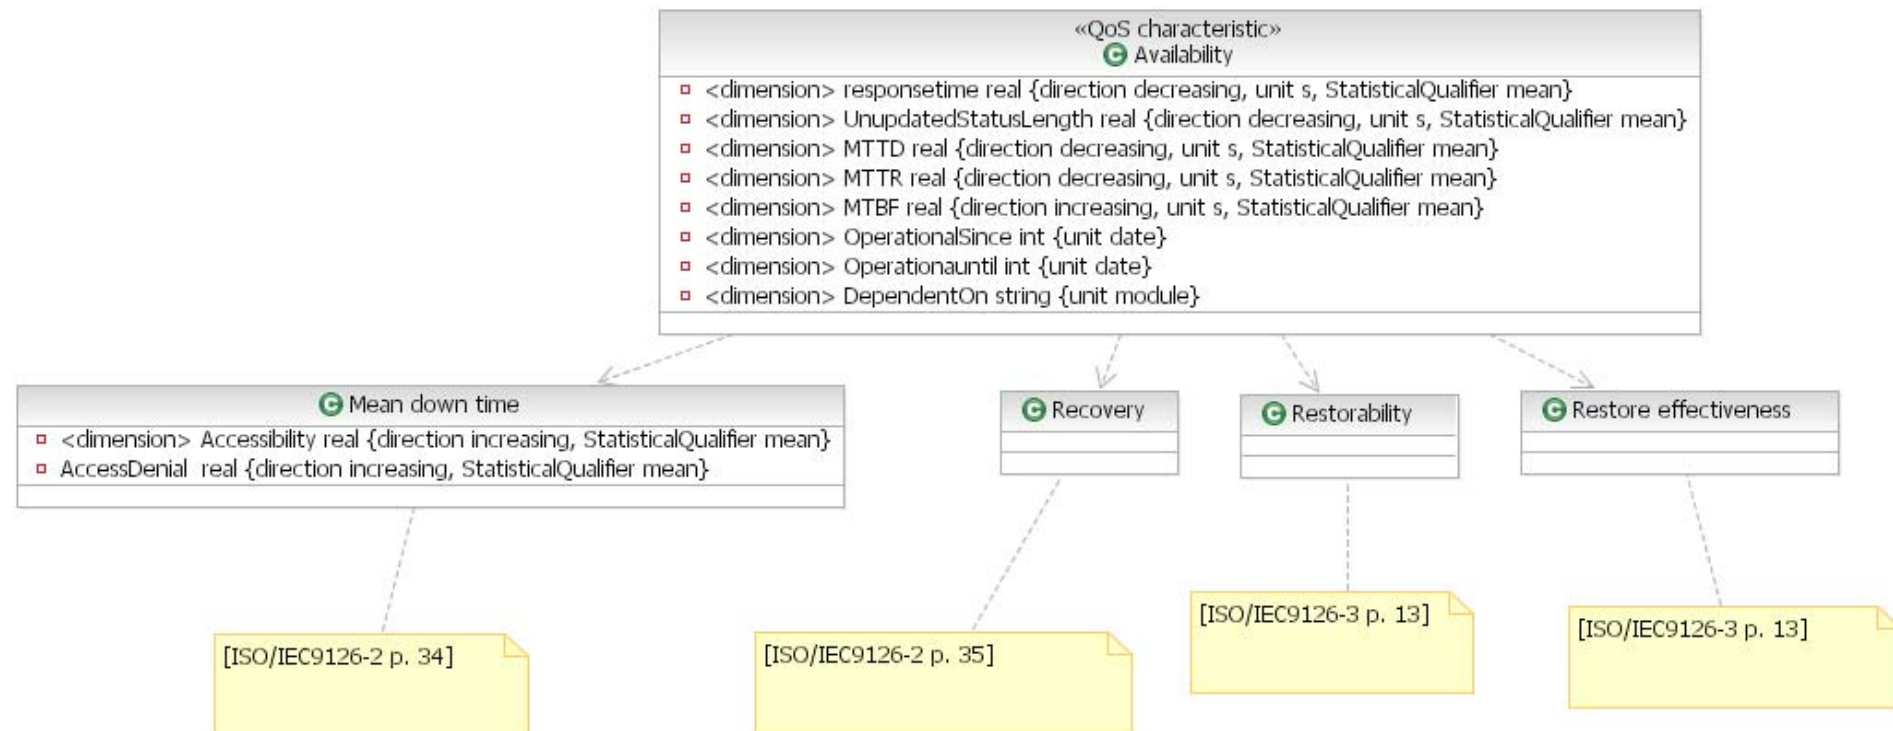 «QoS characteristic»
Availability
<dimension> responsetime real {direction decreasing, unit s, StatisticalQualifier mean}
<dimension> UnupdatedStatusLength real {direction decreasing, unit s, StatisticalQualifier mean}
<dimension> MTTD real {direction decreasing, unit s, StatisticalQualifier mean}
<dimension> MTTR real {direction decreasing, unit s, StatisticalQualifier mean}
<dimension> MTBF real {direction increasing, unit s, StatisticalQualifier mean}
<dimension> OperationalSince int {unit date}
<dimension> Operationauntil int {unit date}
<dimension> DependentOn string {unit module}
C Mean down time
<dimension> Accessibility real {direction increasing, StatisticalQualifier mean}
AccessDenial real {direction increasing, StatisticalQualifier mean}
C Recovery
C Restorability
C Restore effectiveness
[ISO/IEC9126-2 p. 34]
[ISO/IEC9126-2 p. 35]
[ISO/IEC9126-3 p. 13]
[ISO/IEC9126-3 p. 13]